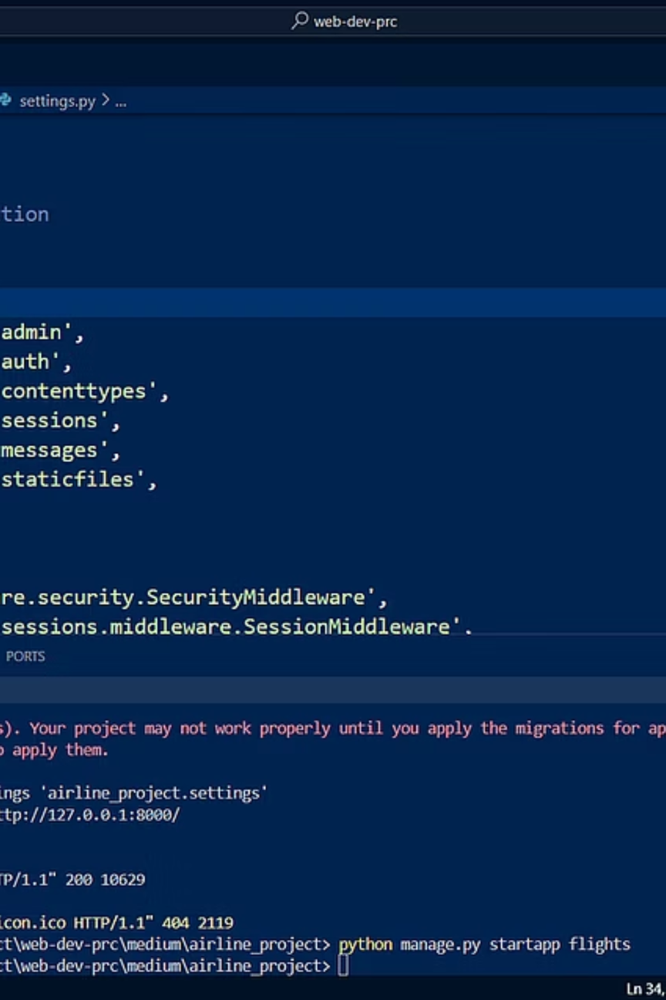 web-dev-prc
settings.py > ...
tion
admin',
auth',
contenttypes',
sessions',
messages',
staticfiles',
re.security.SecurityMiddleware',
sessions.middleware.SessionMiddleware',
PORTS
s). Your project may not work properly until you apply the migrations for ap
o apply them.
ings 'airline_project.settings'
ttp://127.0.0.1:8000/
TP/1.1" 200 10629
icon.ico HTTP/1.1" 404 2119
ct\web-dev-prc\medium\airline_project> python manage.py startapp flights
ct\web-dev-prc\medium\airline_project>
Ln 34,